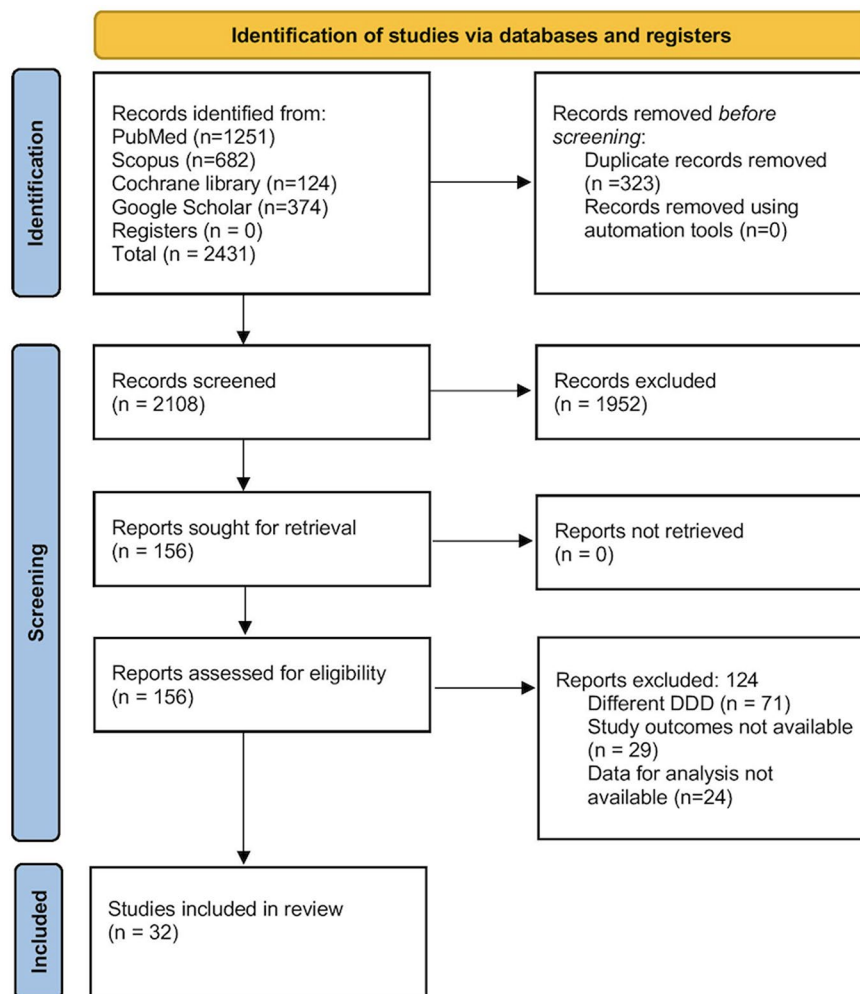 Identification of studies via databases and registers
Identification
Records identified from:
PubMed (n=1251)
Scopus (n=682)
Cochrane library (n=124)
Google Scholar (n=374)
Registers (n = 0)
Total (n = 2431)
Records removed before
screening:
Duplicate records removed
(n =323)
Records removed using
automation tools (n=0)
Screening
Records screened
(n = 2108)
Records excluded
(n = 1952)
Reports sought for retrieval
(n = 156)
Reports not retrieved
(n = 0)
Reports assessed for eligibility
(n = 156)
Reports excluded: 124
Different DDD (n = 71)
Study outcomes not available
(n = 29)
Data for analysis not
available (n=24)
Included
Studies included in review
(n = 32)